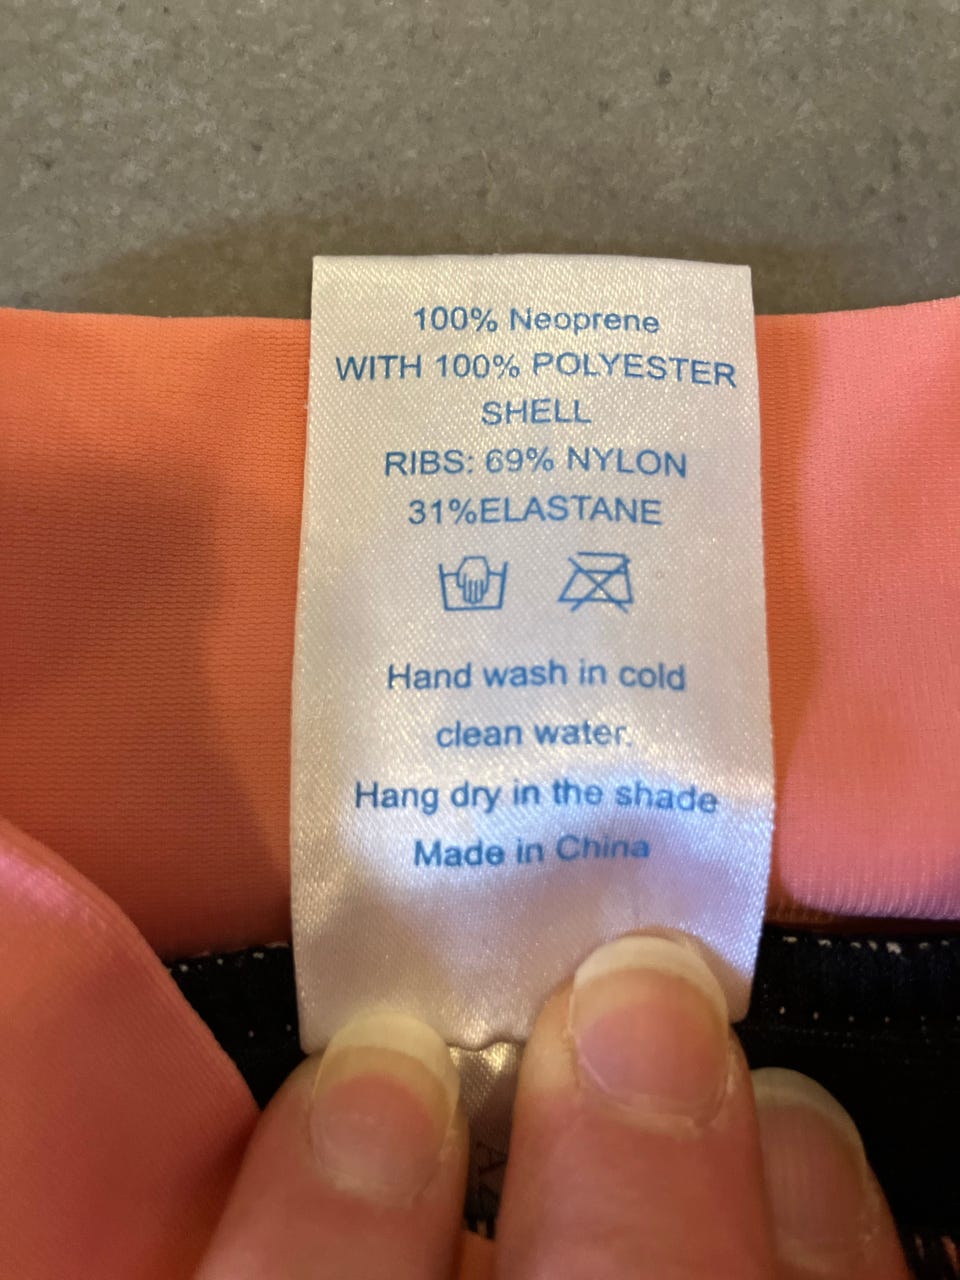 100% Neoprene
WITH 100% POLYESTER
SHELL
RIBS: 69% NYLON
31%ELASTANE
Hand wash in cold
clean water.
Hang dry in the shade
Made in China